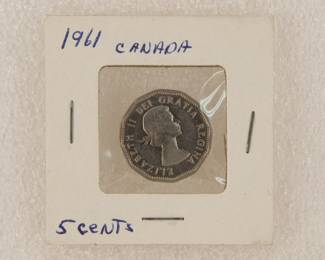 1961 CANADA
ELIZABETH II DEI GRATIA REGINA
5 CENTS